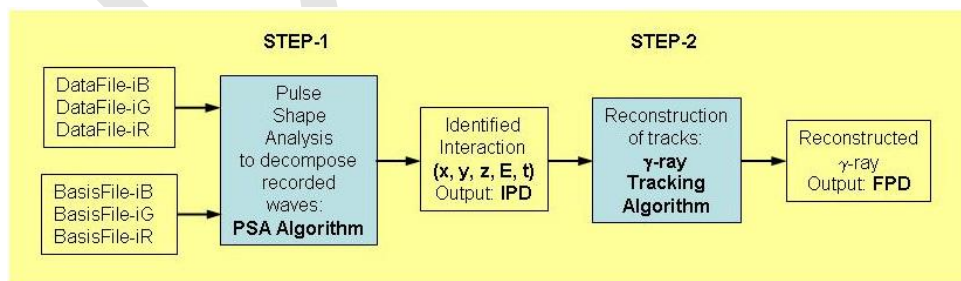 STEP-1
STEP-2
DataFile-iB
DataFile-iG
DataFile-iR
BasisFile-iB
BasisFile-iG
BasisFile-iR
Pulse
Shape
Analysis
to decompose
recorded
waves:
PSA Algorithm
Identified
Interaction
(x, y, z, E, t)
Output: IPD
Reconstruction
of tracks:
γ-ray
Tracking
Algorithm
Reconstructed
γ-ray
Output: FPD